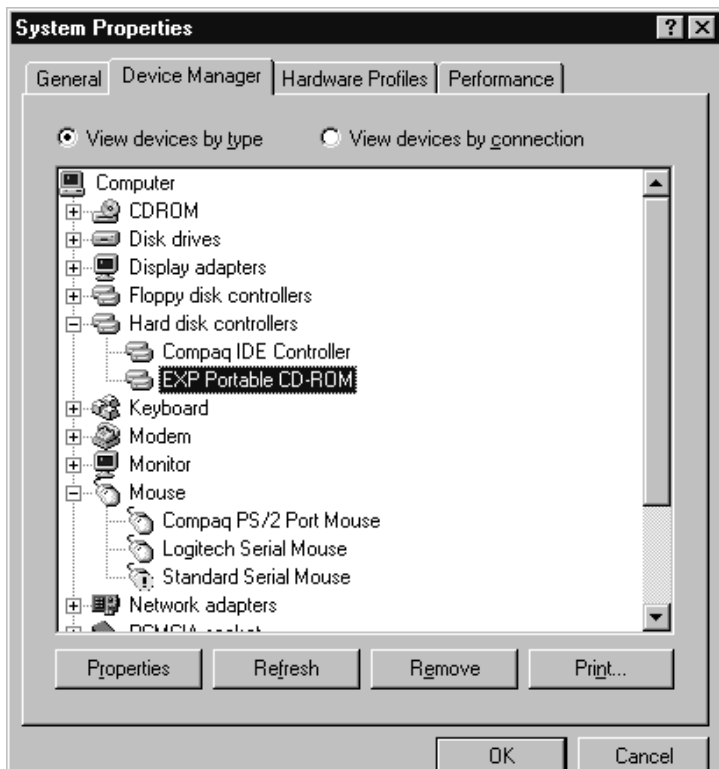 System Properties
General Device Manager Hardware Profiles Performance
View devices by type View devices by connection
Computer
CDROM
Disk drives
Display adapters
Floppy disk controllers
Hard disk controllers
Compaq IDE Controller
EXP Portable CD-ROM
Keyboard
Modem
Monitor
Mouse
Compaq PS/2 Port Mouse
Logitech Serial Mouse
Standard Serial Mouse
Network adapters
PCMCIA socket
Properties Refresh Remove Print...
OK Cancel